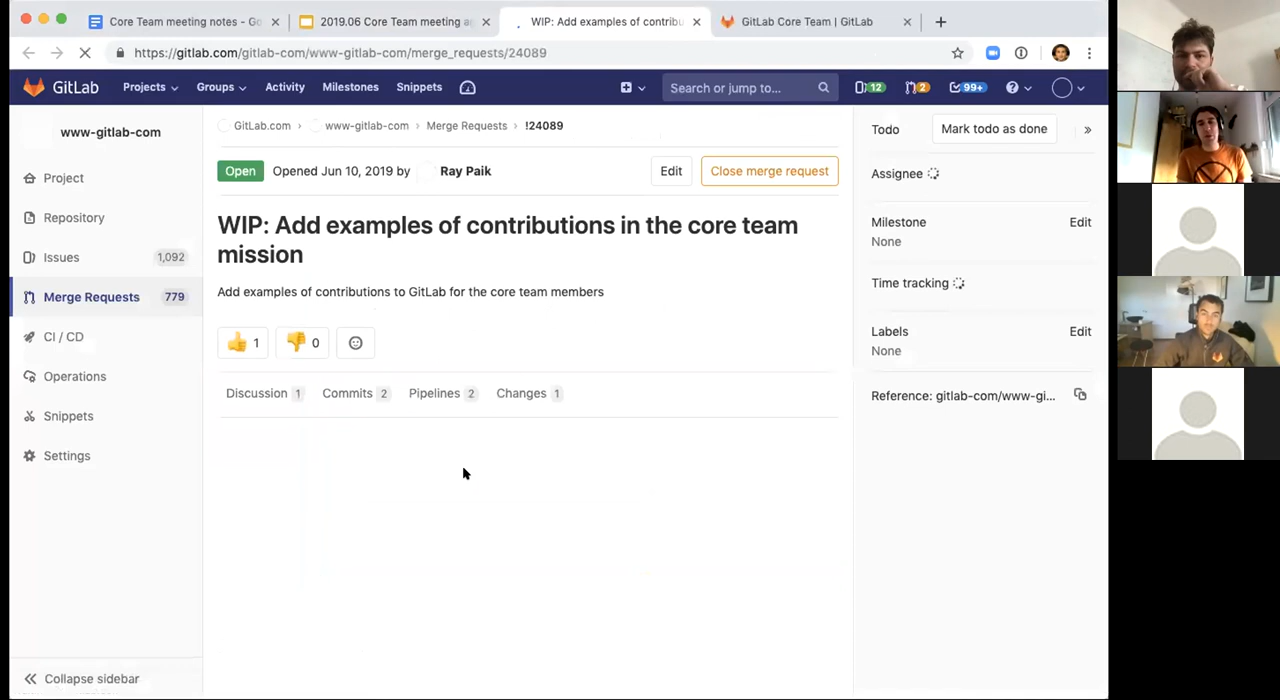 Core Team meeting notes - Go
2019.06 Core Team meeting a
WIP: Add examples of contribu
GitLab Core Team | GitLab
https://gitlab.com/gitlab-com/www-gitlab-com/merge_requests/24089
GitLab
Projects
Groups
Activity
Milestones
Snippets
Search or jump to...
12
2
99+
www-gitlab-com
Project
Repository
Issues 1,092
Merge Requests 779
CI / CD
Operations
Snippets
Settings
Collapse sidebar
GitLab.com › www-gitlab-com › Merge Requests › !24089
Open Opened Jun 10, 2019 by Ray Paik
Edit
Close merge request
WIP: Add examples of contributions in the core team
mission
Add examples of contributions to GitLab for the core team members
1
0
Discussion 1
Commits 2
Pipelines 2
Changes 1
Todo
Mark todo as done
»
Assignee
Milestone
Edit
None
Time tracking
Labels
Edit
None
Reference: gitlab-com/www-gi...